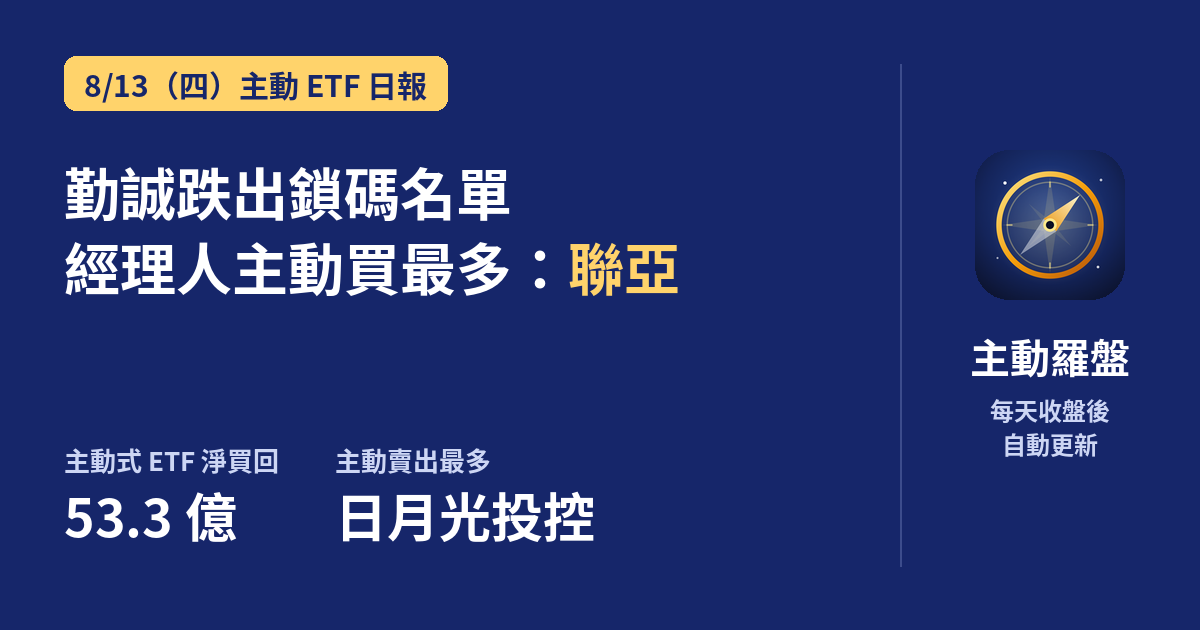 8/13（四）主動 ETF 日報
勤誠跌出鎖碼名單
經理人主動買最多：聯亞
主動式 ETF 淨買回
53.3 億
主動賣出最多
日月光投控
主動羅盤
每天收盤後
自動更新